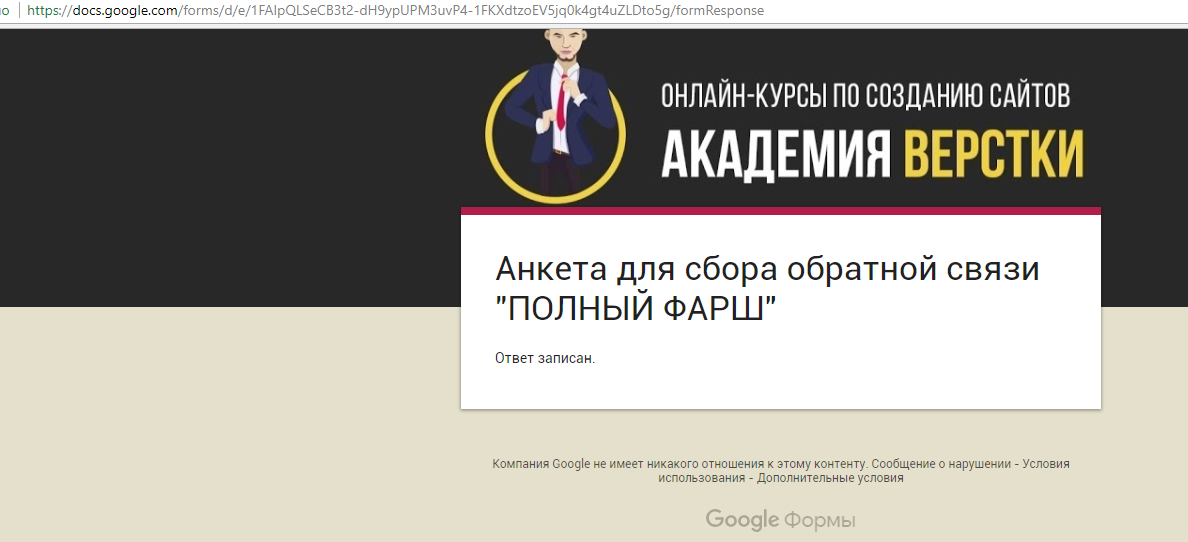 https://docs.google.com/forms/d/e/1FAIpQLSeCB3t2-dH9ypUPM3uvP4-1FKXdtzoEV5jq0k4gt4uZLDto5g/formResponse
ОНЛАЙН-КУРСЫ ПО СОЗДАНИЮ САЙТОВ
АКАДЕМИЯ ВЕРСТКИ
Анкета для сбора обратной связи
"ПОЛНЫЙ ФАРШ"
Ответ записан.
Компания Google не имеет никакого отношения к этому контенту. Сообщение о нарушении - Условия
использования - Дополнительные условия
Google Формы